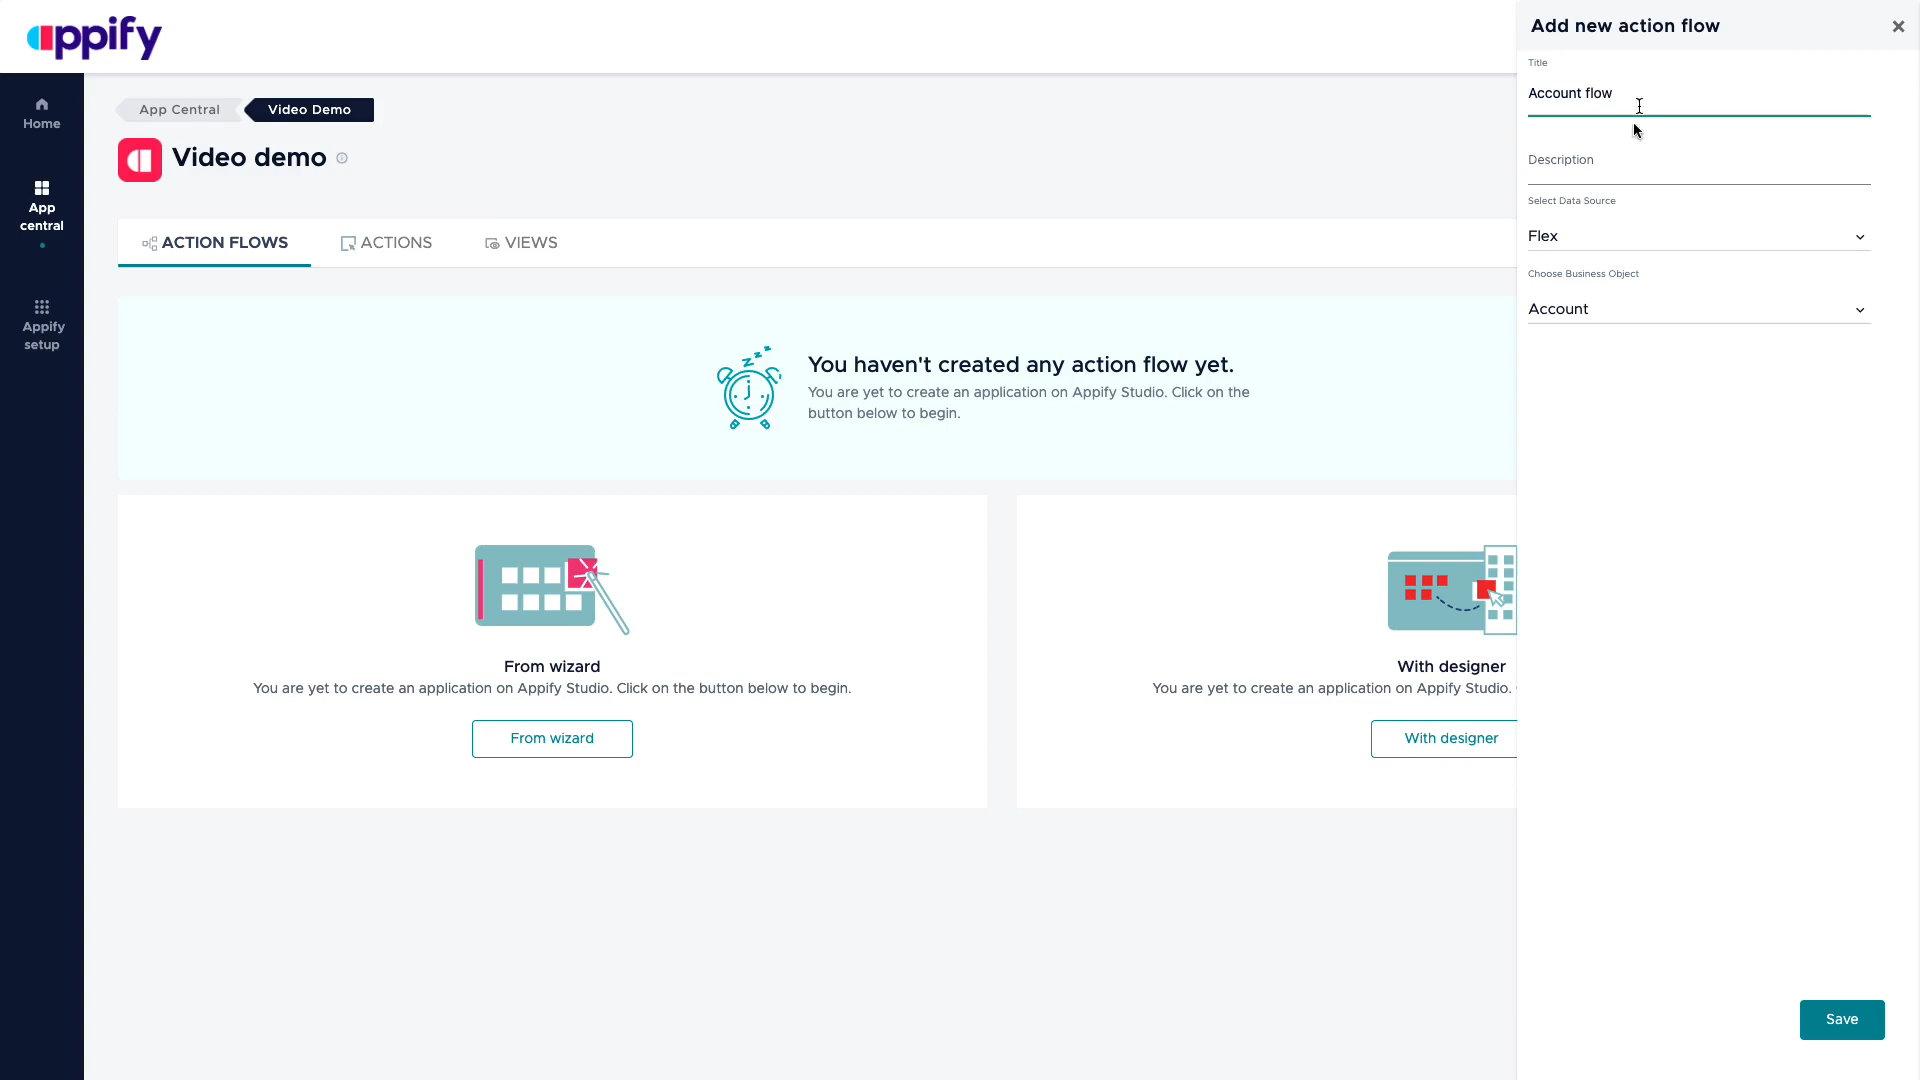 appify
Home
App
central
Appify
setup
App Central
Video Demo
Video demo
ACTION FLOWS
ACTIONS
VIEWS
You haven't created any action flow yet.
You are yet to create an application on Appify Studio. Click on the
button below to begin.
From wizard
You are yet to create an application on Appify Studio. Click on the button below to begin.
From wizard
With designer
You are yet to create an application on Appify Studio.
With designer
Add new action flow
Title
Account flow
Description
Select Data Source
Flex
Choose Business Object
Account
Save